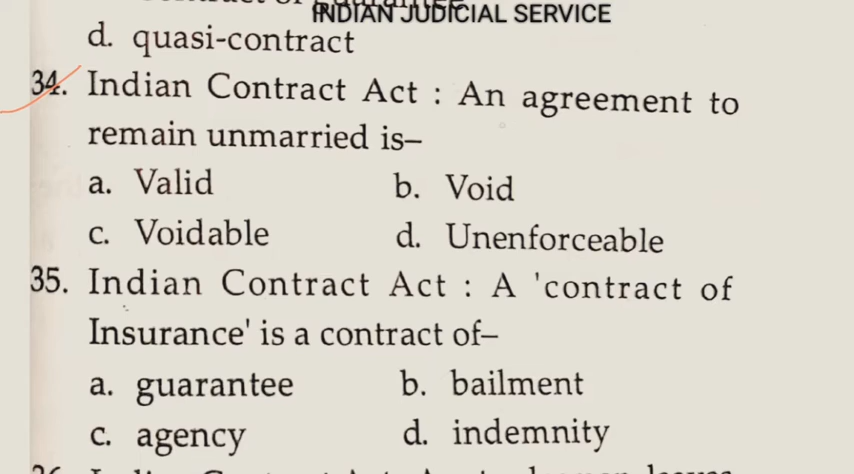 INDIAN JUDICIAL SERVICE
d. quasi-contract
34. Indian Contract Act : An agreement to
remain unmarried is–
a. Valid b. Void
c. Voidable d. Unenforceable
35. Indian Contract Act : A 'contract of
Insurance' is a contract of–
a. guarantee b. bailment
c. agency d. indemnity